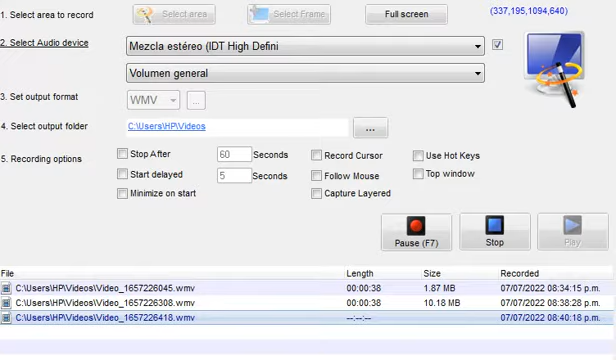 1. Select area to record Select area Select Frame Full screen (337,195,1094,640)
2. Select Audio device Mezcla estéreo (IDT High Defini
Volumen general
3. Set output format WMV ...
4. Select output folder C:\Users\HP\Videos ...
5. Recording options Stop After 60 Seconds Record Cursor Use Hot Keys
Start delayed 5 Seconds Follow Mouse Top window
Minimize on start Capture Layered
Pause (F7) Stop Play
File Length Size Recorded
C:\Users\HP\Videos\Video_1657226045.wmv 00:00:38 1.87 MB 07/07/2022 08:34:15 p.m.
C:\Users\HP\Videos\Video_1657226308.wmv 00:00:38 10.18 MB 07/07/2022 08:38:28 p.m.
C:\Users\HP\Videos\Video_1657226418.wmv --:--:-- 07/07/2022 08:40:18 p.m.